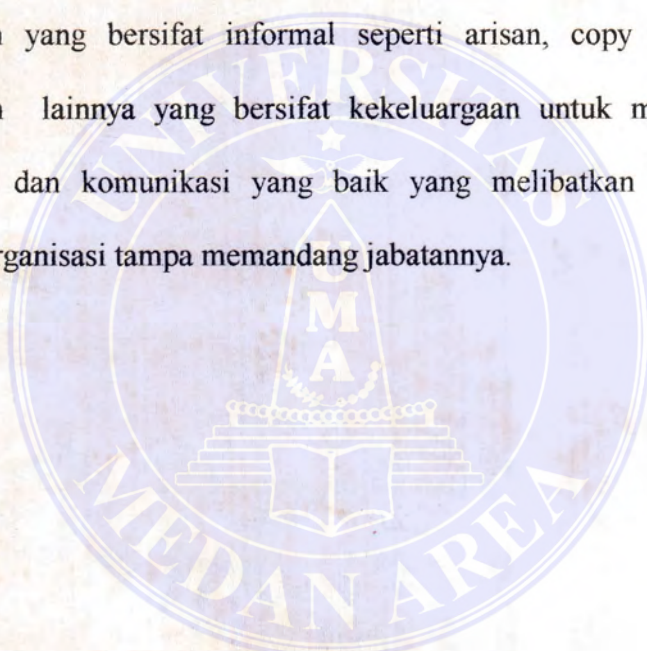 yang bersifat informal seperti arisan, copy
lainnya yang bersifat kekeluargaan untuk
dan komunikasi yang baik yang melibatkan
rganisasi tampa memandang jabatannya.
UNIVERSITAS
UMA
MEDAN AREA